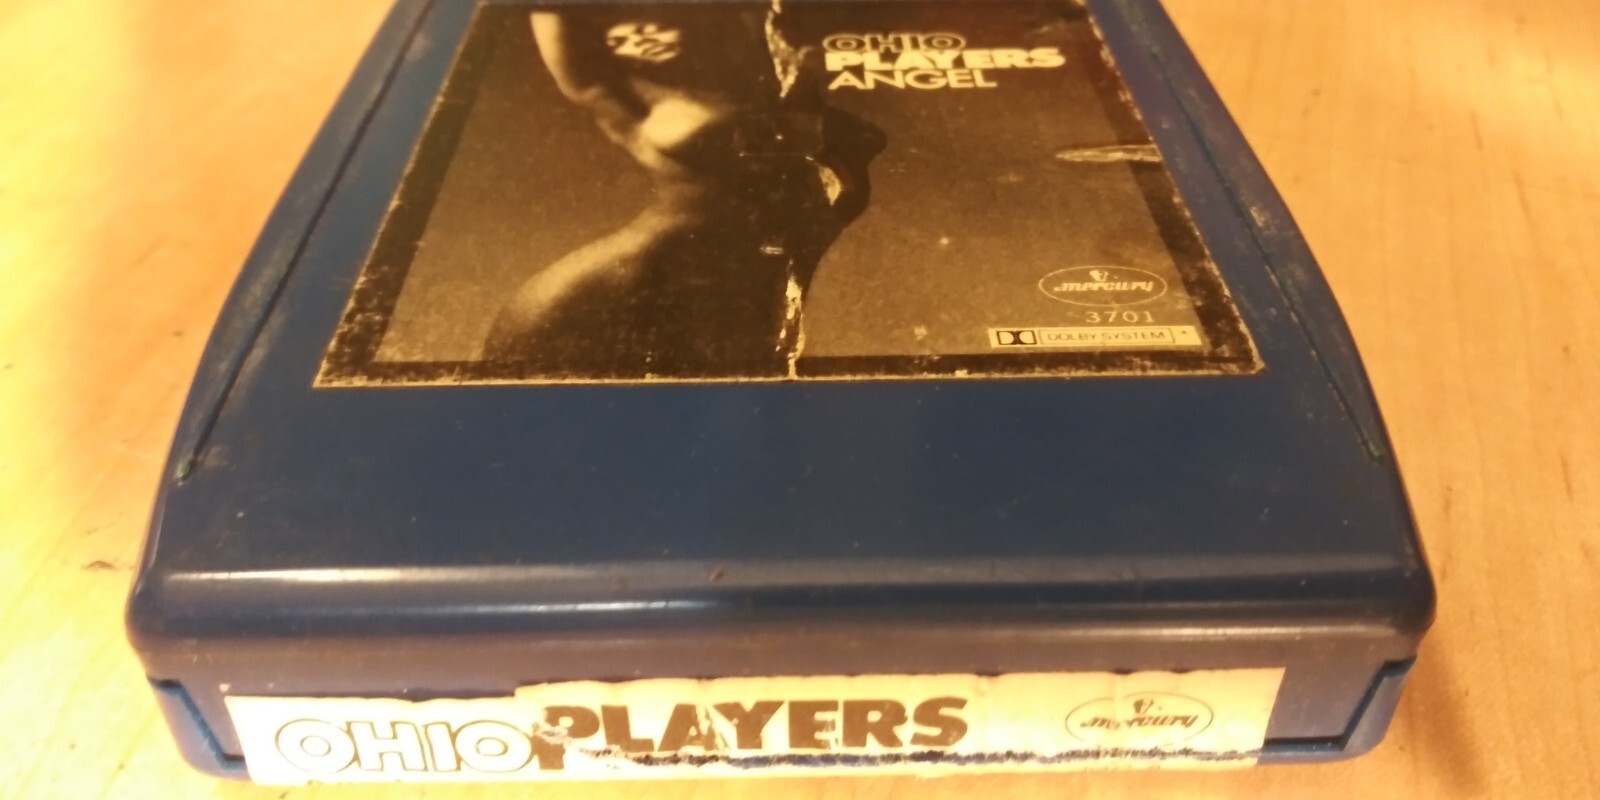 OHIO
PLAYERS
ANGEL
mercury
3701
DOLBY SYSTEM
OHIO PLAYERS mercury